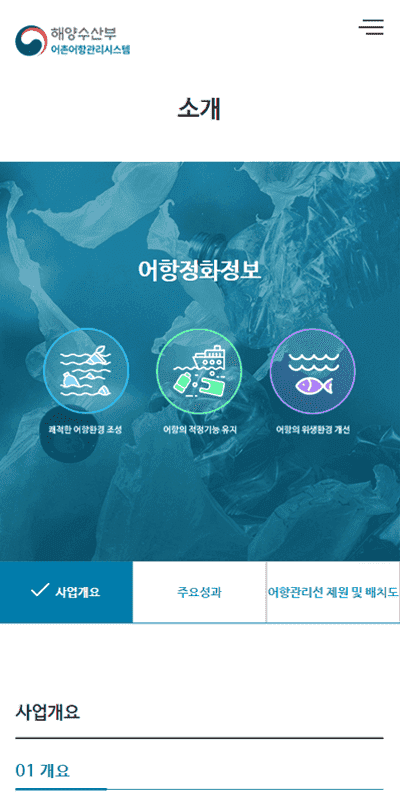 해양수산부
어촌어항관리시스템
소개
어항정화정보
쾌적한 어항환경 조성
어항의 적정기능 유지
어항의 위생환경 개선
사업개요
주요성과
어항관리선 제원 및 배치도
사업개요
01 개요